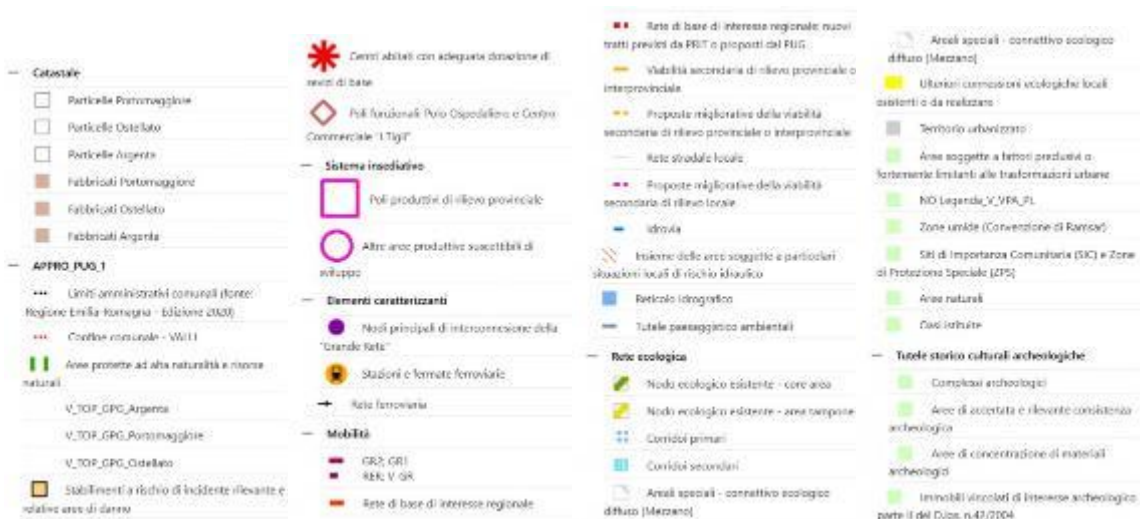 Catastale
Particelle Portomaggiore
Particelle Ostellato
Particelle Argenta
Fabbricati Portomaggiore
Fabbricati Ostellato
Fabbricati Argenta
APPRO_PUG_1
Limiti amministrativi comunali (fonte:
Regione Emilia-Romagna - Edizione 2020)
Confine comunale - VALLI
Aree protette ad alta naturalità e risorse
naturali
V_TOP_GPG_Argenta
V_TOP_GPG_Portomaggiore
V_TOP_GPG_Ostellato
Stabilimenti a rischio di incidente rilevante e
relative aree di danno
Centri abitati con adeguata dotazione di
sevizi di base
Poli funzionali: Polo Ospedaliero e Centro
Commerciale "I Tigli"
Sistema insediativo
Poli produttivi di rilievo provinciale
Altre aree produttive suscettibili di
sviluppo
Elementi caratterizzanti
Nodi principali di interconnesione della
"Grande Rete"
Stazioni e fermate ferroviarie
Rete ferroviaria
Mobilità
GR2; GR1
RER; V_GR
Rete di base di interesse regionale
Rete di base di interesse regionale: nuovi
tratti previsti da PRIT o proposti dal PUG
Viabilità secondaria di rilievo provinciale o
interprovinciale
Proposte migliorative della viabilità
secondaria di rilievo provinciale o interprovinciale
Rete stradale locale
Proposte migliorative della viabilità
secondaria di rilievo locale
Idrovia
Insieme delle aree soggette a particolari
situazioni locali di rischio idraulico
Reticolo idrografico
Tutele paesaggistico ambientali
Rete ecologica
Nodo ecologico esistente - core area
Nodo ecologico esistente - area tampone
Corridoi primari
Corridoi secondari
Areali speciali - connettivo ecologico
diffuso (Mezzano)
Areali speciali - connettivo ecologico
diffuso (Mezzano)
Ulteriori connessioni ecologiche locali
esistenti o da realizzare
Territorio urbanizzato
Aree soggette a fattori preclusivi o
fortemente limitanti alle trasformazioni urbane
NO Legenda_V_VPA_PL
Zone umide (Convenzione di Ramsar)
Siti di Importanza Comunitaria (SIC) e Zone
di Protezione Speciale (ZPS)
Aree naturali
Oasi istituite
Tutele storico culturali archeologiche
Complessi archeologici
Aree di accertata e rilevante consistenza
archeologica
Aree di concentrazione di materiali
archeologici
Immobili vincolati di interesse archeologico
parte II del D.lgs. n.42/2004